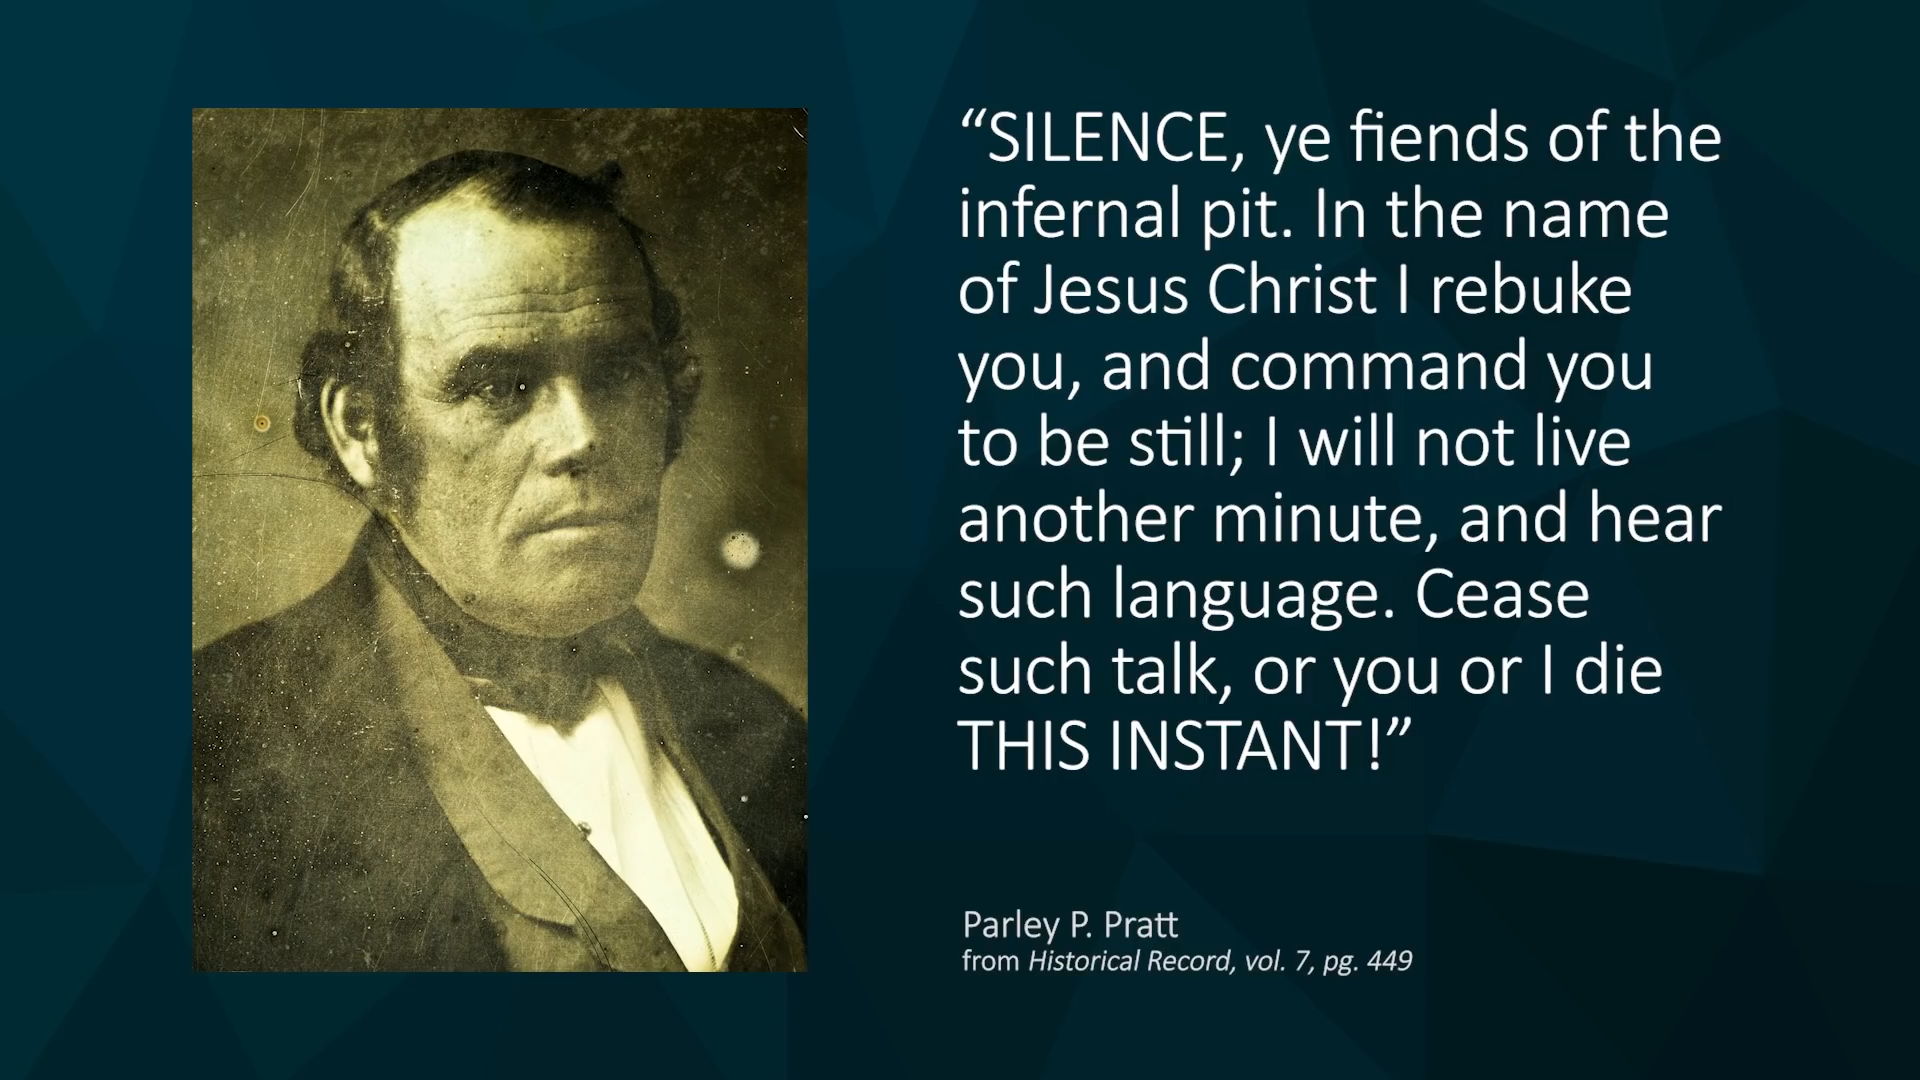 “SILENCE, ye fiends of the
infernal pit. In the name
of Jesus Christ I rebuke
you, and command you
to be still; I will not live
another minute, and hear
such language. Cease
such talk, or you or I die
THIS INSTANT!”
Parley P. Pratt
from Historical Record, vol. 7, pg. 449